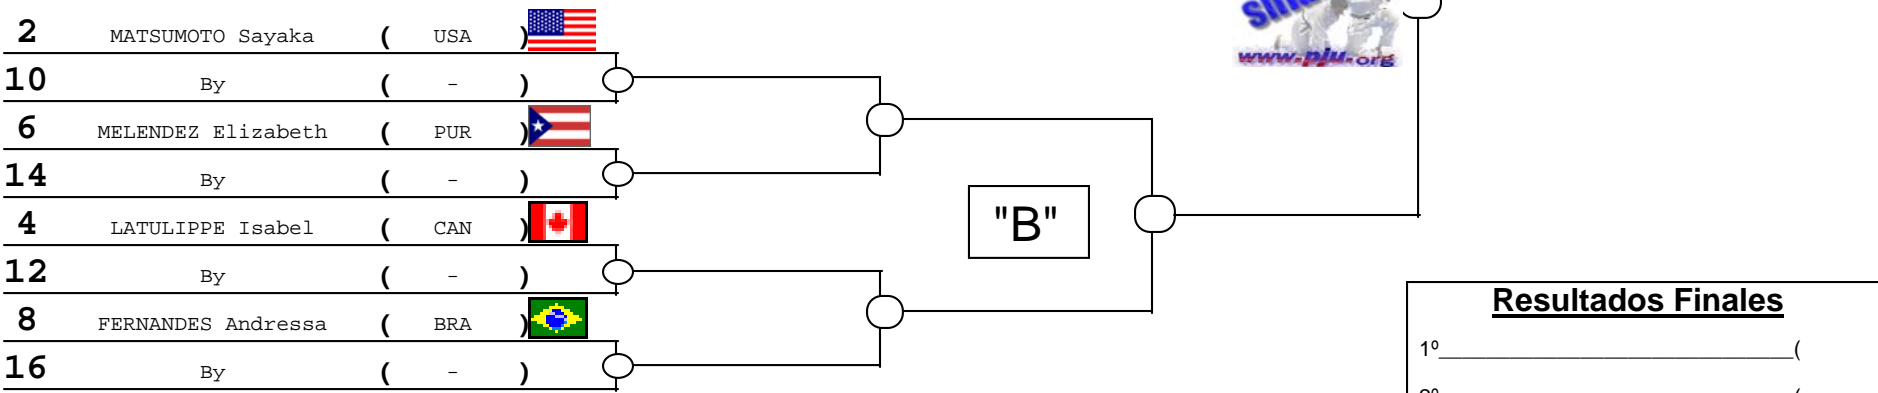 2 MATSUMOTO Sayaka ( USA )
10 By ( - )
6 MELENDEZ Elizabeth ( PUR )
14 By ( - )
4 LATULIPPE Isabel ( CAN )
12 By ( - )
8 FERNANDES Andressa ( BRA )
16 By ( - )
www.pju.org
"B"
Resultados Finales
1º______________________________(